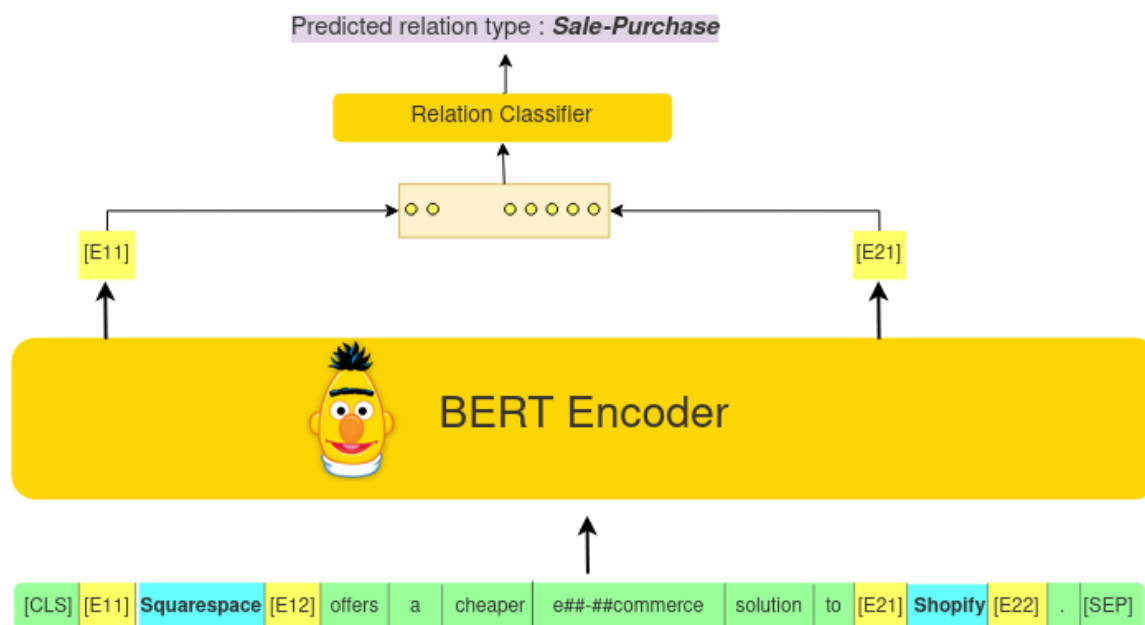 Predicted relation type : Sale-Purchase
Relation Classifier
[E11] [E21]
BERT Encoder
[CLS] [E11] Squarespace [E12] offers a cheaper e##-##commerce solution to [E21] Shopify [E22] . [SEP]